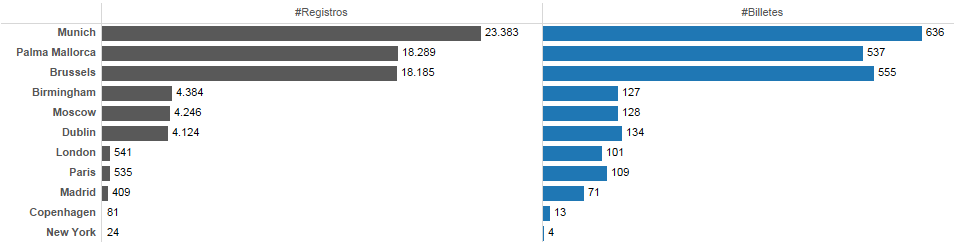 #Registros #Billetes
Munich 23.383 636
Palma Mallorca 18.289 537
Brussels 18.185 555
Birmingham 4.384 127
Moscow 4.246 128
Dublin 4.124 134
London 541 101
Paris 535 109
Madrid 409 71
Copenhagen 81 13
New York 24 4